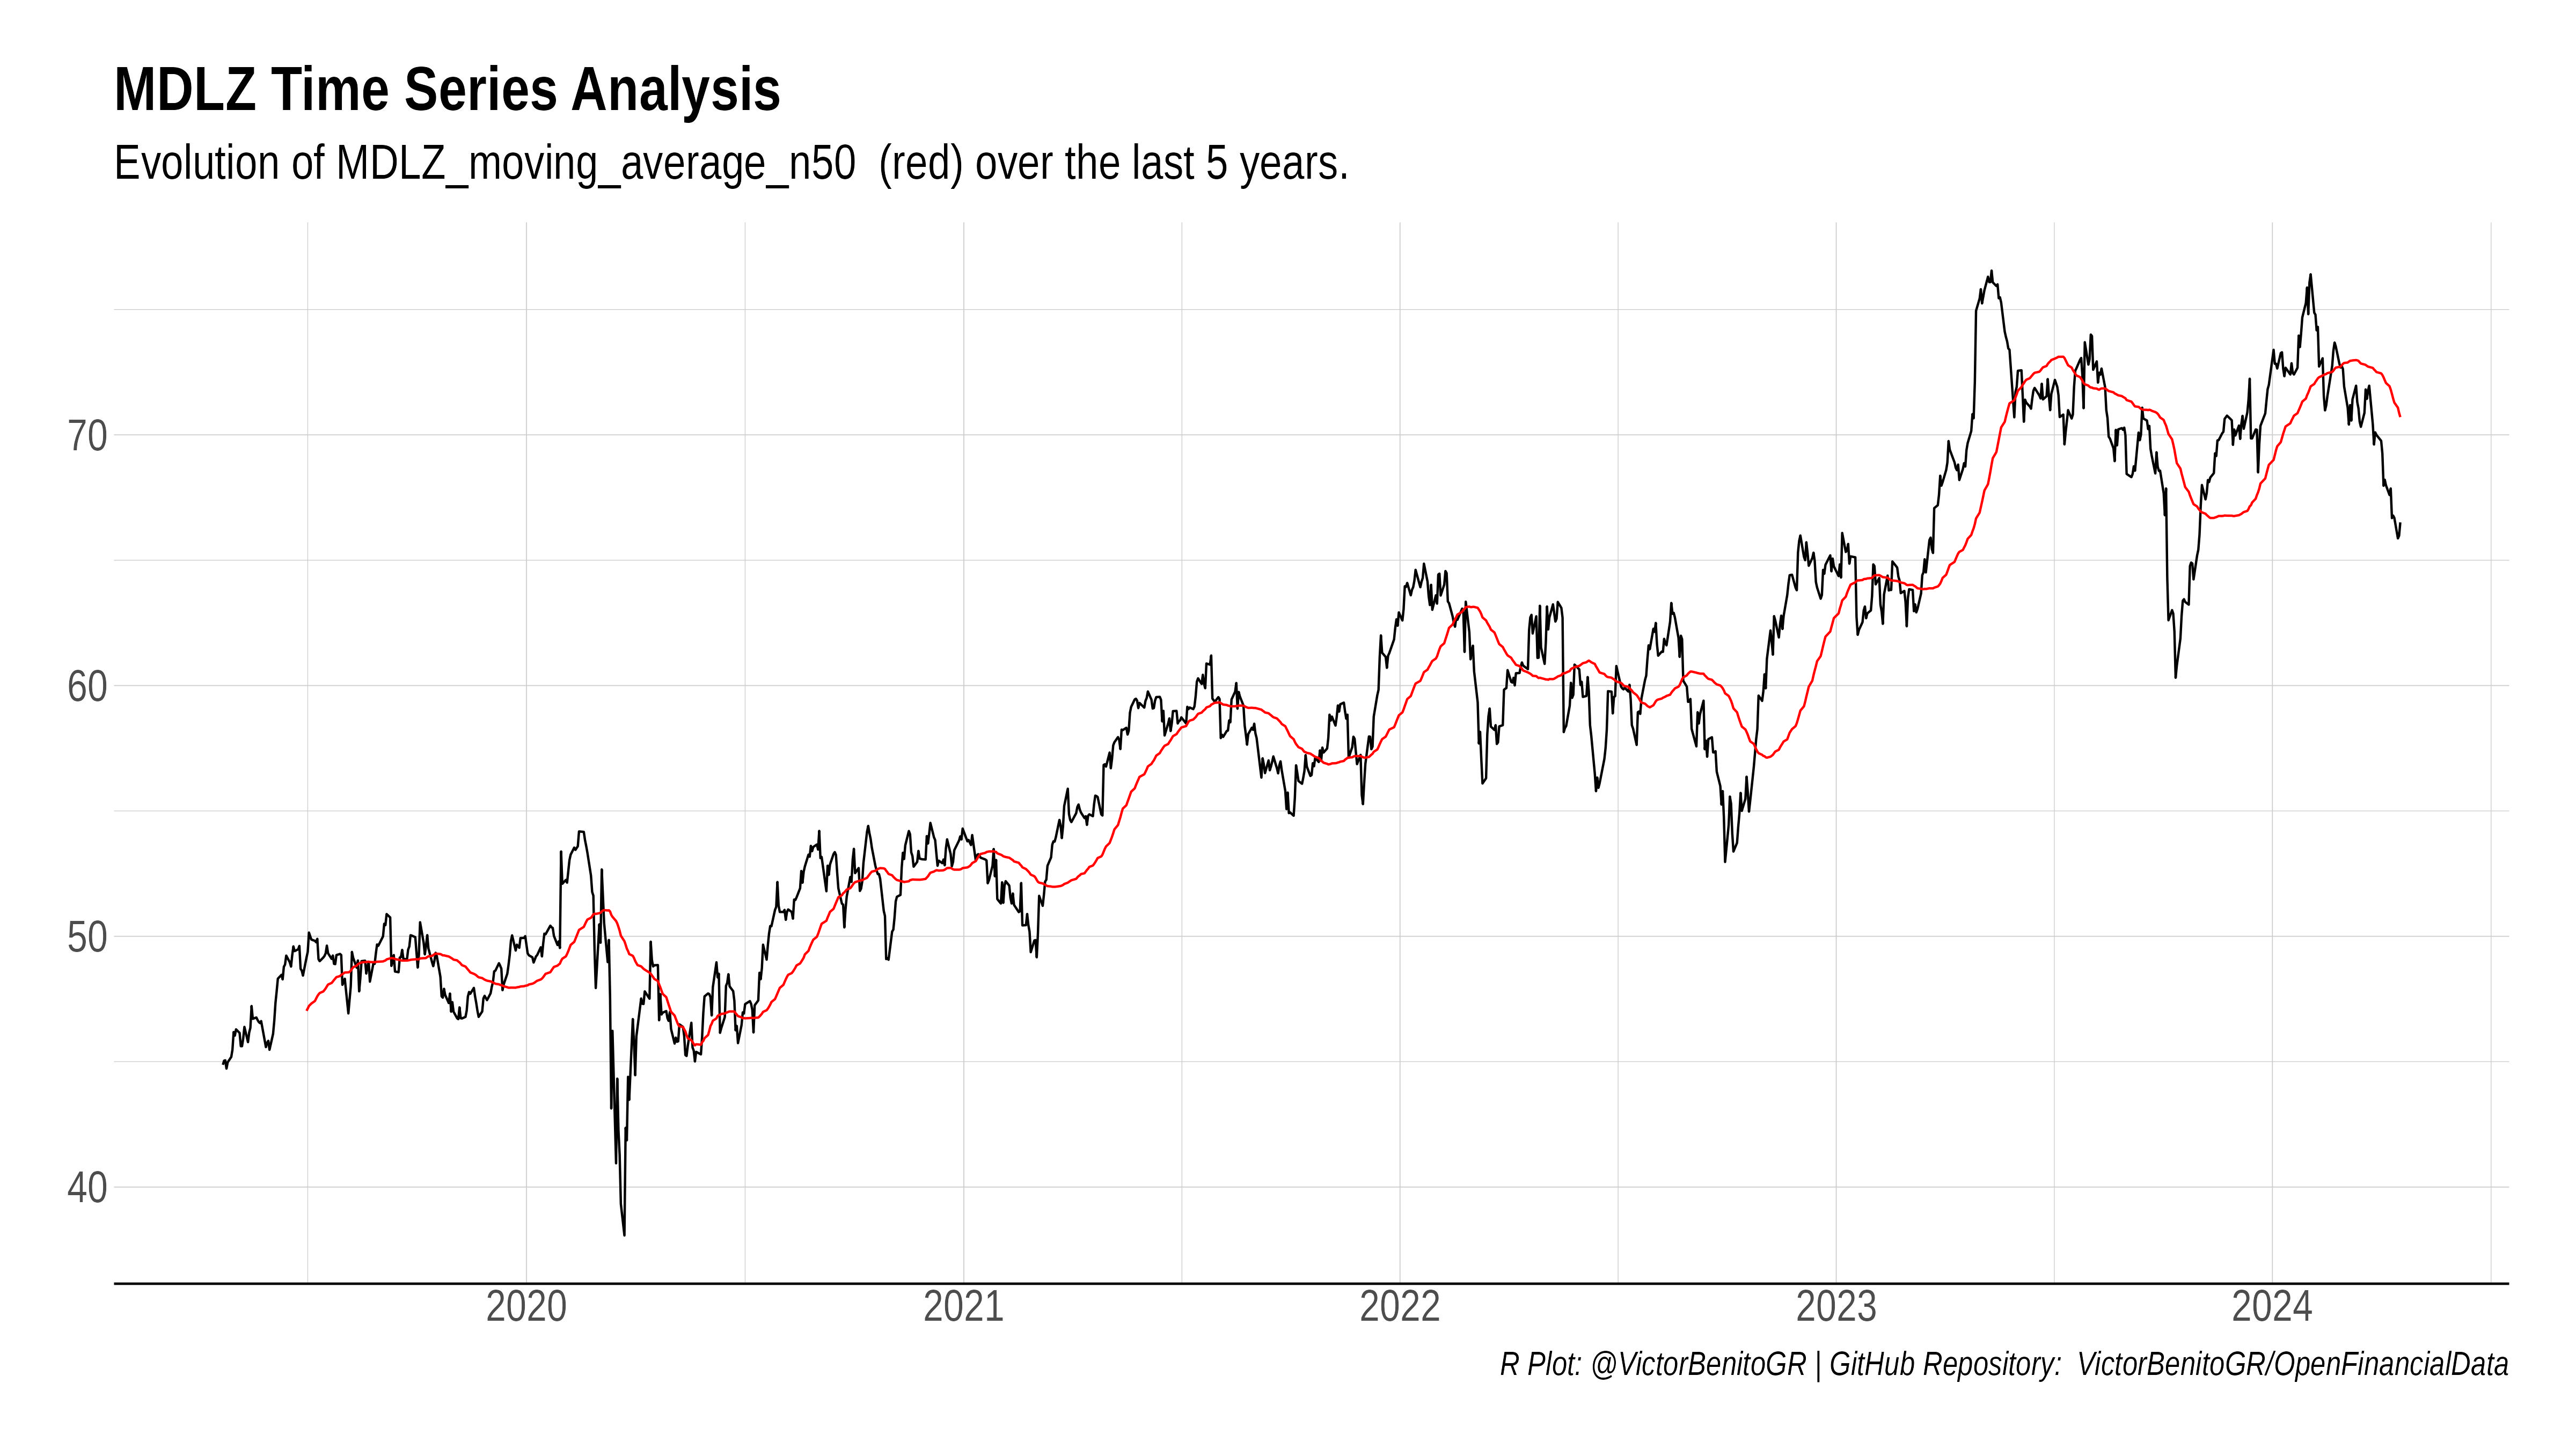 MDLZ Time Series Analysis
Evolution of MDLZ_moving_average_n50  (red) over the last 5 years.
70
60
50
40
2020 2021 2022 2023 2024
R Plot: @VictorBenitoGR | GitHub Repository:  VictorBenitoGR/OpenFinancialData